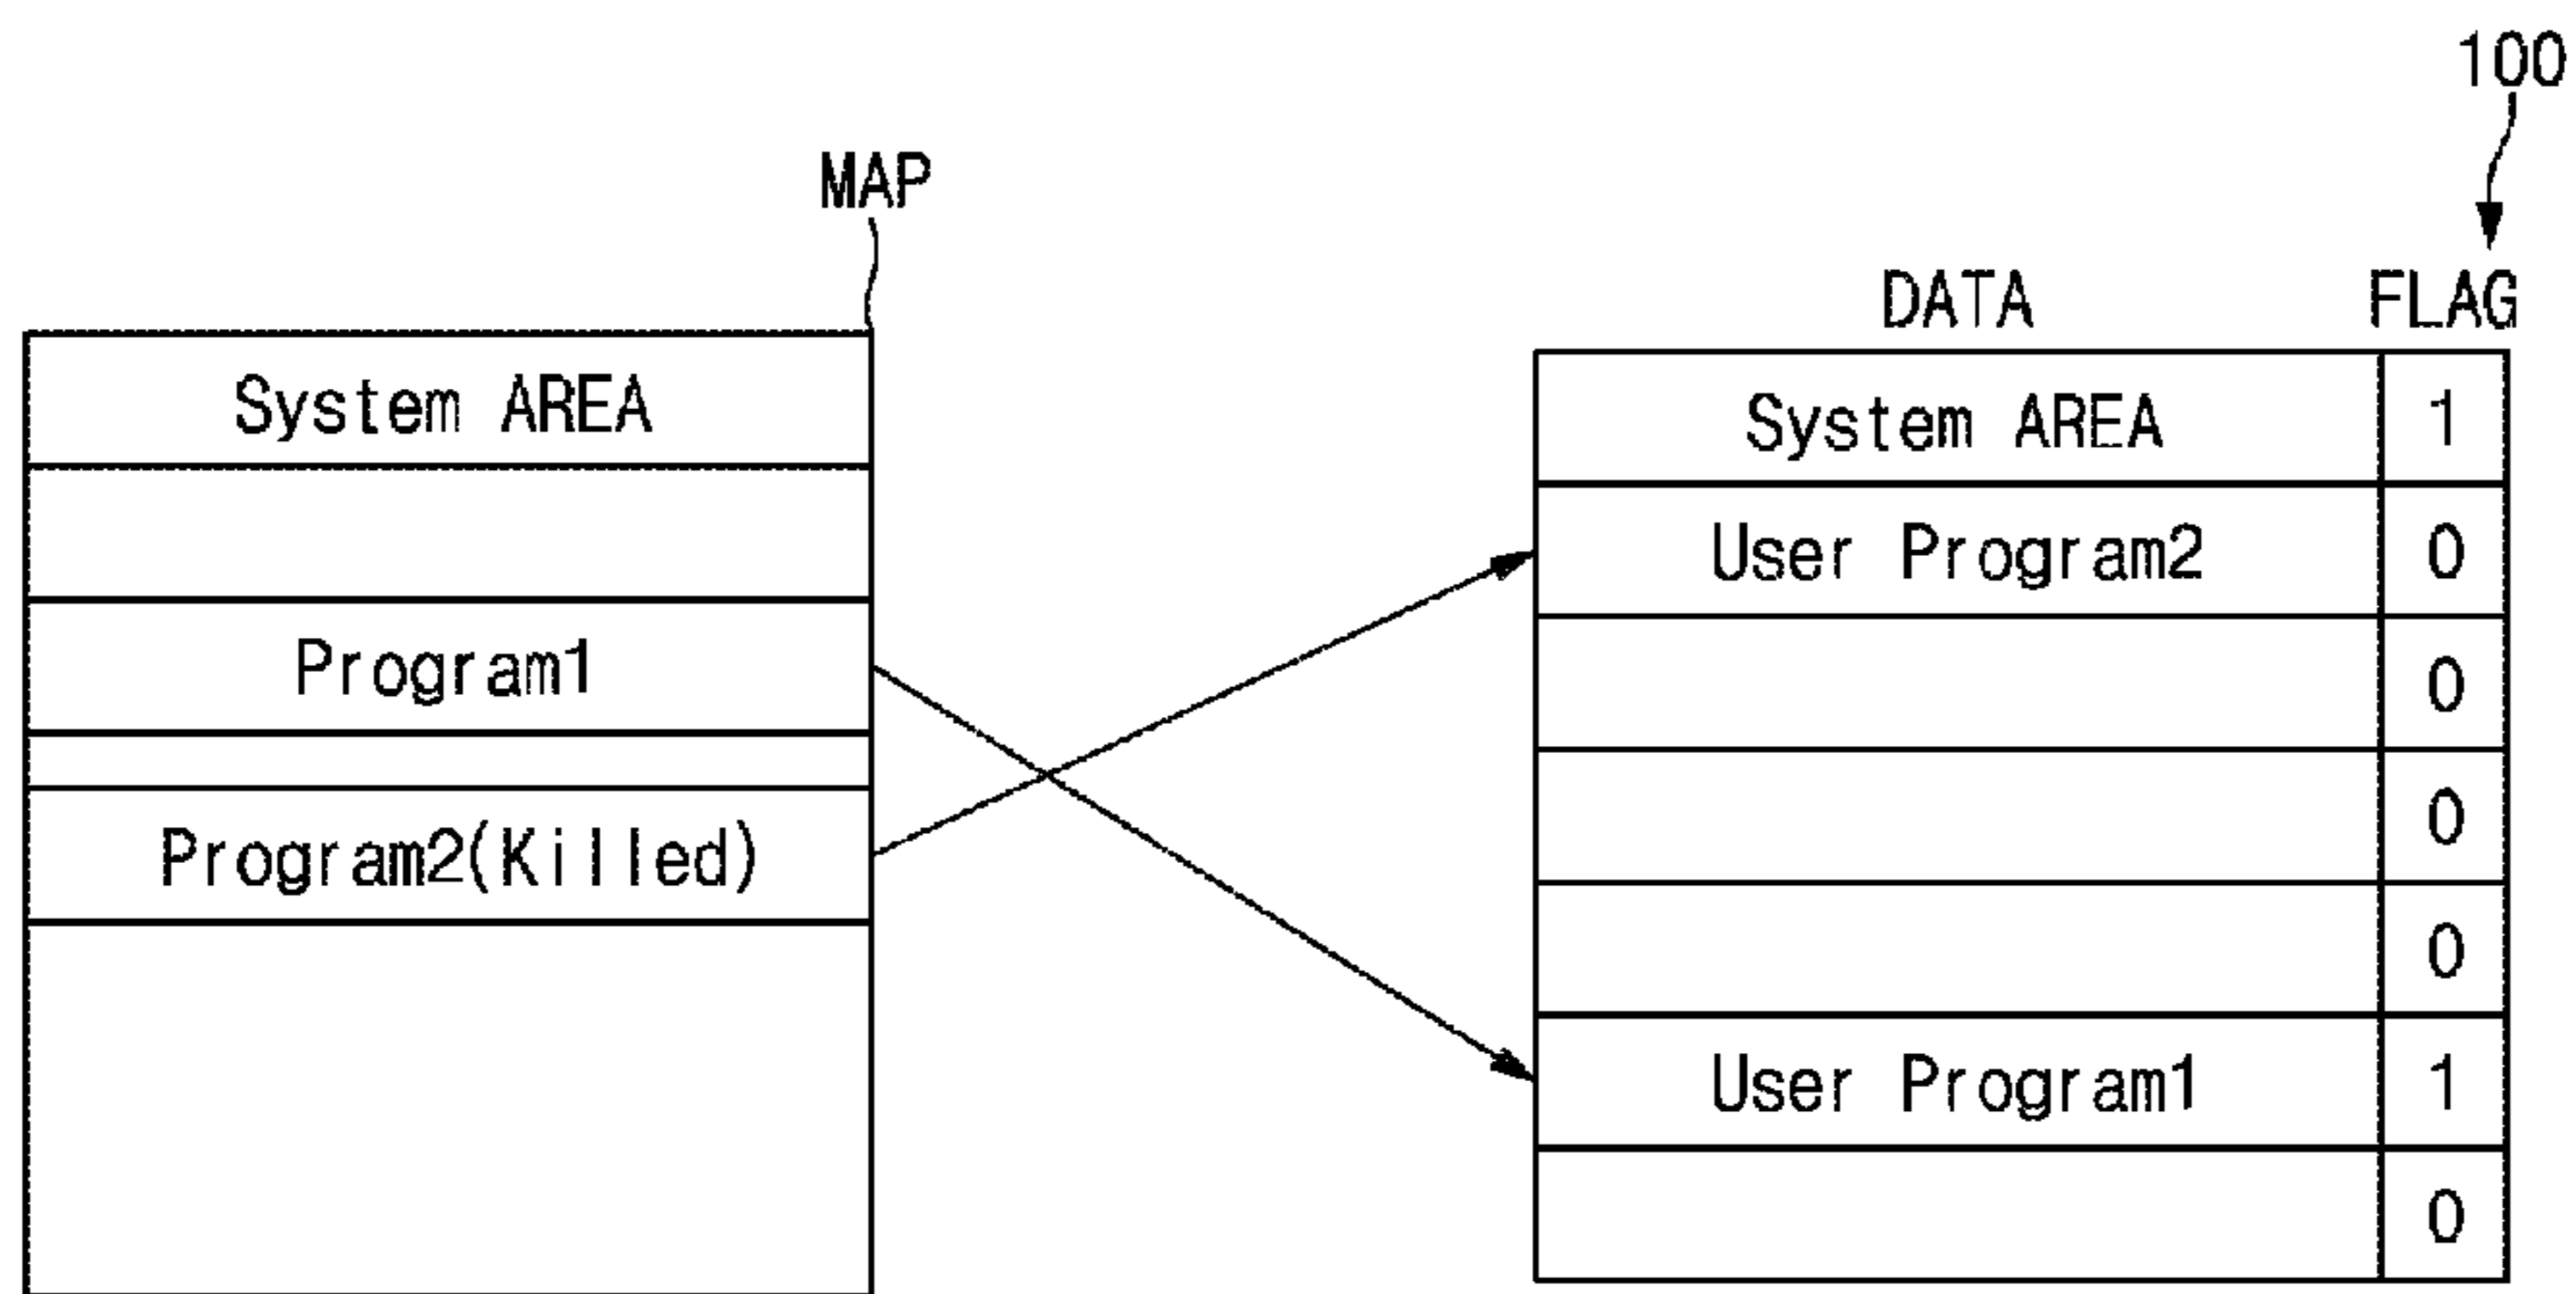 100
MAP
DATA FLAG
System AREA
Program1
Program2(Killed)
System AREA 1
User Program2 0
0
0
0
User Program1 1
0